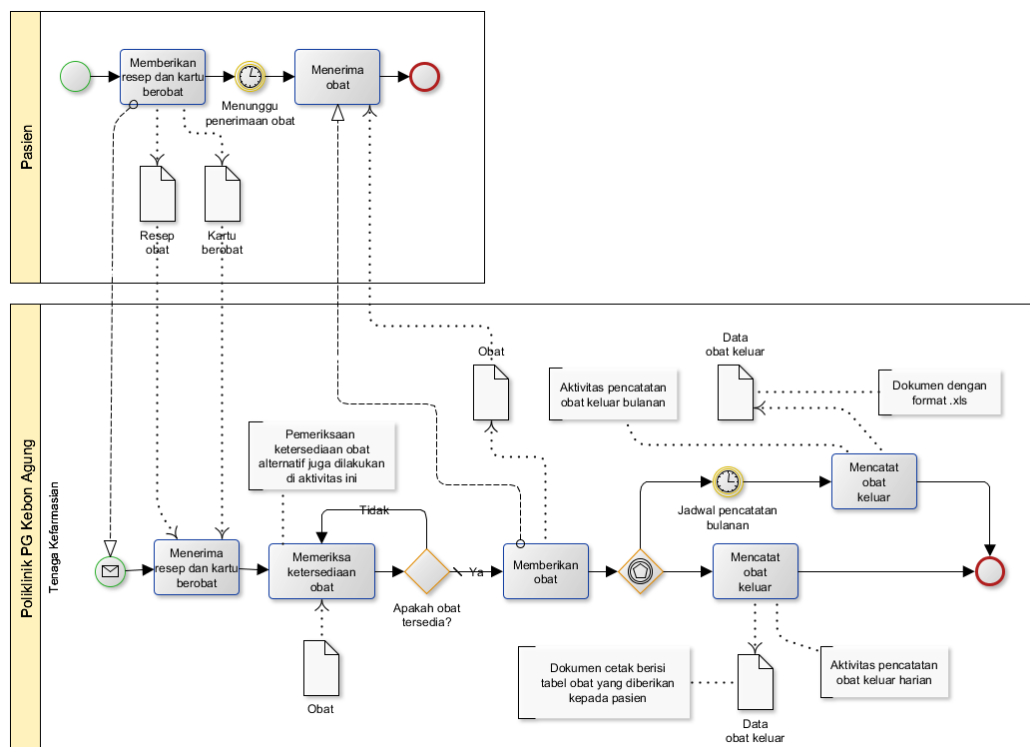 Pasien
Memberikan
resep dan kartu
berobat
Menunggu
penerimaan obat
Menerima
obat
Resep
obat
Kartu
berobat
Poliklinik PG Kebon Agung
Tenaga Kefarmasian
Menerima
resep dan kartu
berobat
Pemeriksaan
ketersediaan obat
alternatif juga dilakukan
di aktivitas ini
Memeriksa
ketersediaan
obat
Obat
Tidak
Apakah obat
tersedia?
Ya
Memberikan
obat
Obat
Aktivitas pencatatan
obat keluar bulanan
Data
obat keluar
Dokumen dengan
format .xls
Jadwal pencatatan
bulanan
Mencatat
obat
keluar
Mencatat
obat
keluar
Dokumen cetak berisi
tabel obat yang diberikan
kepada pasien
Data
obat keluar
Aktivitas pencatatan
obat keluar harian